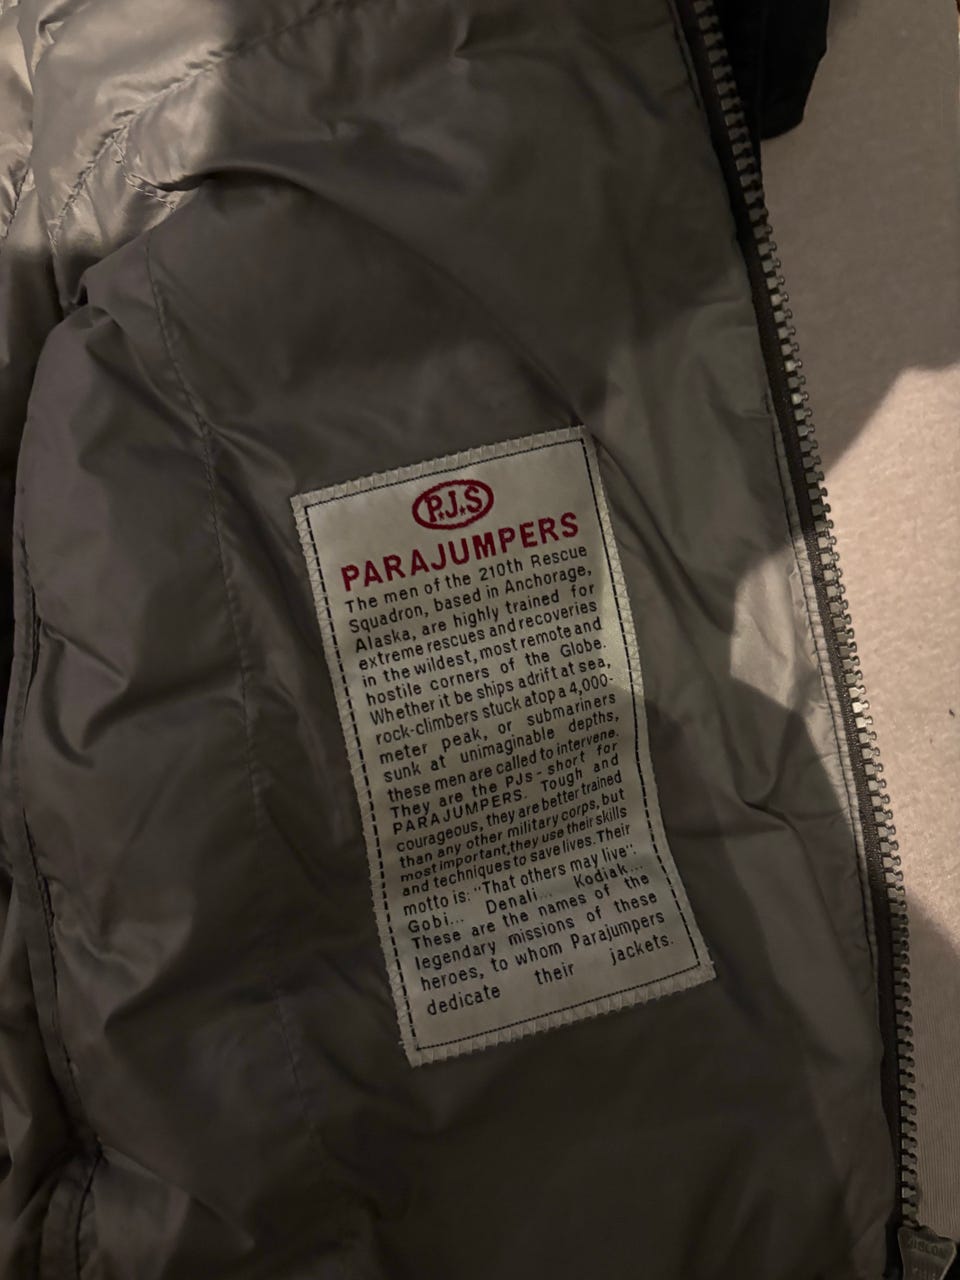 P.J.S
PARAJUMPERS
The men of the 210th Rescue
Squadron, based in Anchorage,
Alaska, are highly trained for
extreme rescues and recoveries
in the wildest, most remote and
hostile corners of the Globe.
Whether it be ships adrift at sea,
rock-climbers stuck atop a 4,000-
meter peak, or submariners
sunk at unimaginable depths,
these men are called to intervene.
They are the PJs - short for
PARAJUMPERS. Tough and
courageous, they are better trained
than any other military corps, but
most important,they use their skills
and techniques to save lives. Their
motto is: "That others may live".
Gobi... Denali... Kodiak...
These are the names of the
legendary missions of these
heroes, to whom Parajumpers
dedicate their jackets.